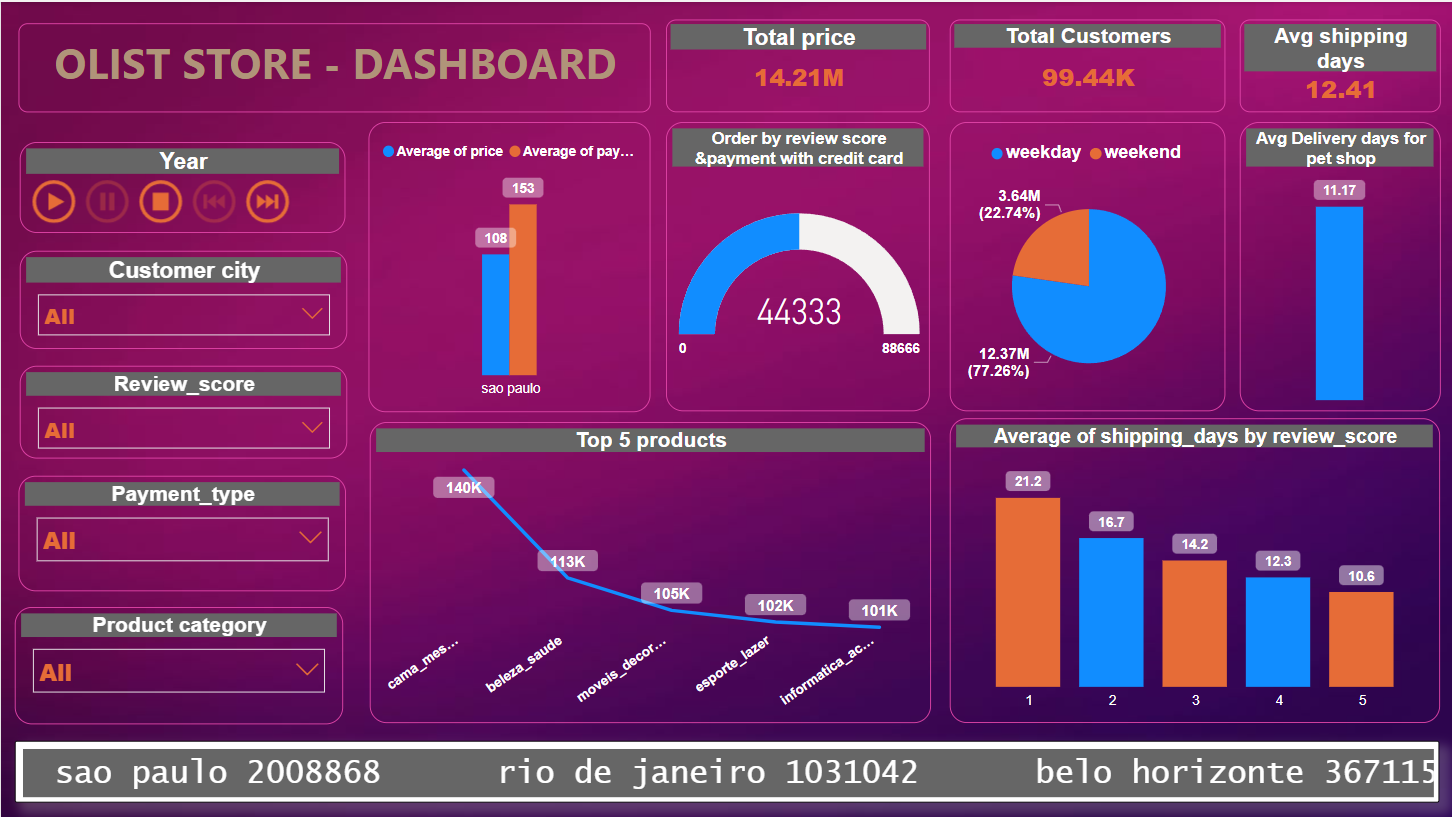 OLIST STORE - DASHBOARD
Total price
14.21M
Total Customers
99.44K
Avg shipping
days
12.41
Year
Customer city
All
Review_score
All
Payment_type
All
Product category
All
Average of price Average of pay...
153
108
sao paulo
Order by review score
&payment with credit card
44333
0 88666
weekday weekend
3.64M
(22.74%)
12.37M
(77.26%)
Avg Delivery days for
pet shop
11.17
Top 5 products
140K
113K
105K
102K
101K
cama_mes... beleza_saude moveis_decor... esporte_lazer informatica_ac...
Average of shipping_days by review_score
21.2
16.7
14.2
12.3
10.6
1 2 3 4 5
sao paulo 2008868 rio de janeiro 1031042 belo horizonte 367115